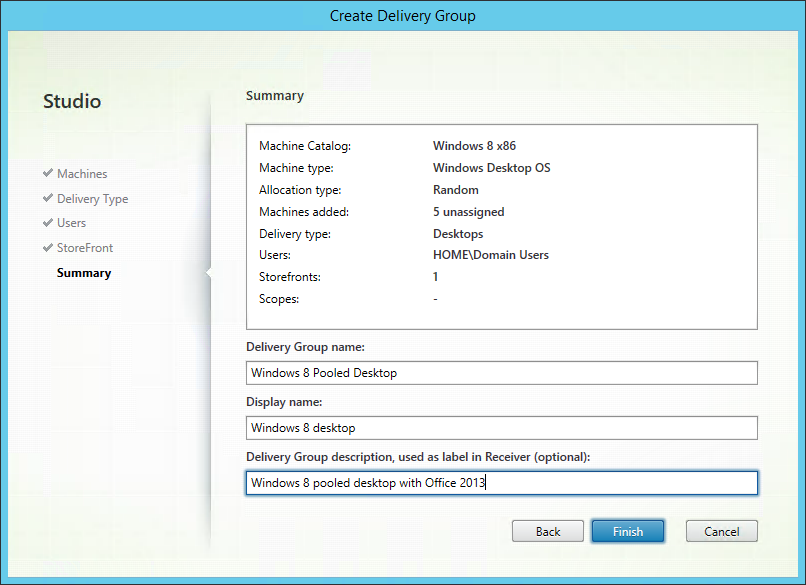 Create Delivery Group
Studio
Machines
Delivery Type
Users
StoreFront
Summary
Summary
Machine Catalog: Windows 8 x86
Machine type: Windows Desktop OS
Allocation type: Random
Machines added: 5 unassigned
Delivery type: Desktops
Users: HOME\Domain Users
Storefronts: 1
Scopes: -
Delivery Group name:
Windows 8 Pooled Desktop
Display name:
Windows 8 desktop
Delivery Group description, used as label in Receiver (optional):
Windows 8 pooled desktop with Office 2013
Back Finish Cancel